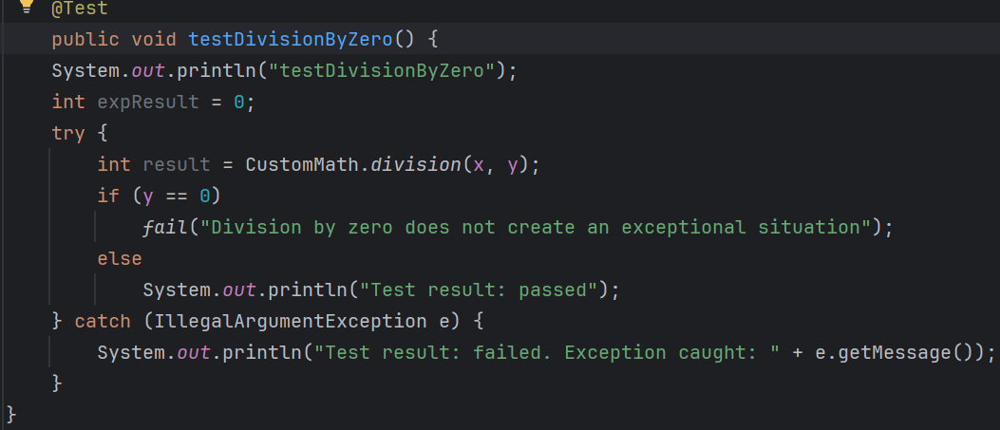 @Test
public void testDivisionByZero() {
System.out.println("testDivisionByZero");
int expResult = 0;
try {
int result = CustomMath.division(x, y);
if (y == 0)
fail("Division by zero does not create an exceptional situation");
else
System.out.println("Test result: passed");
} catch (IllegalArgumentException e) {
System.out.println("Test result: failed. Exception caught: " + e.getMessage());
}
}